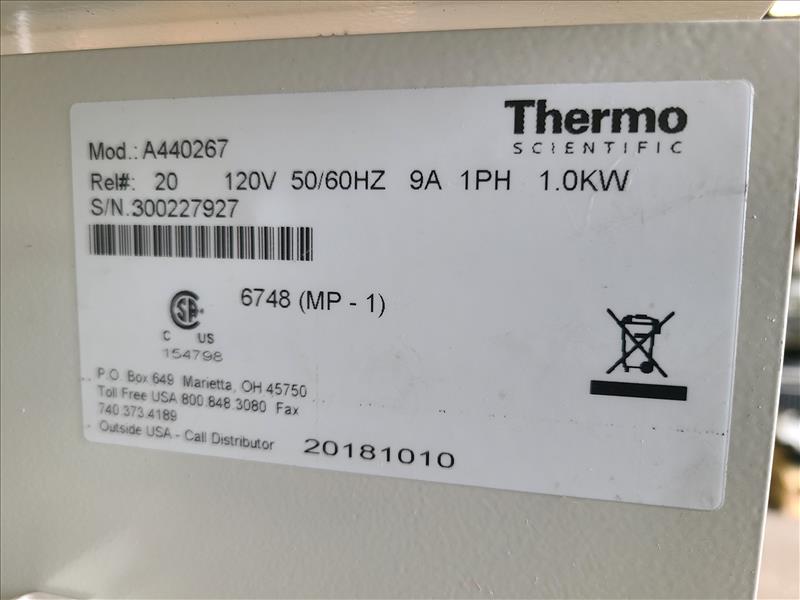 Thermo
SCIENTIFIC
Mod.: A440267
Rel#: 20 120V 50/60HZ 9A 1PH 1.0KW
S/N.300227927
6748 (MP - 1)
SA
C US
154798
P.O. Box 649 Marietta, OH 45750
Toll Free USA 800.848.3080 Fax
740.373.4189
Outside USA - Call Distributor
20181010